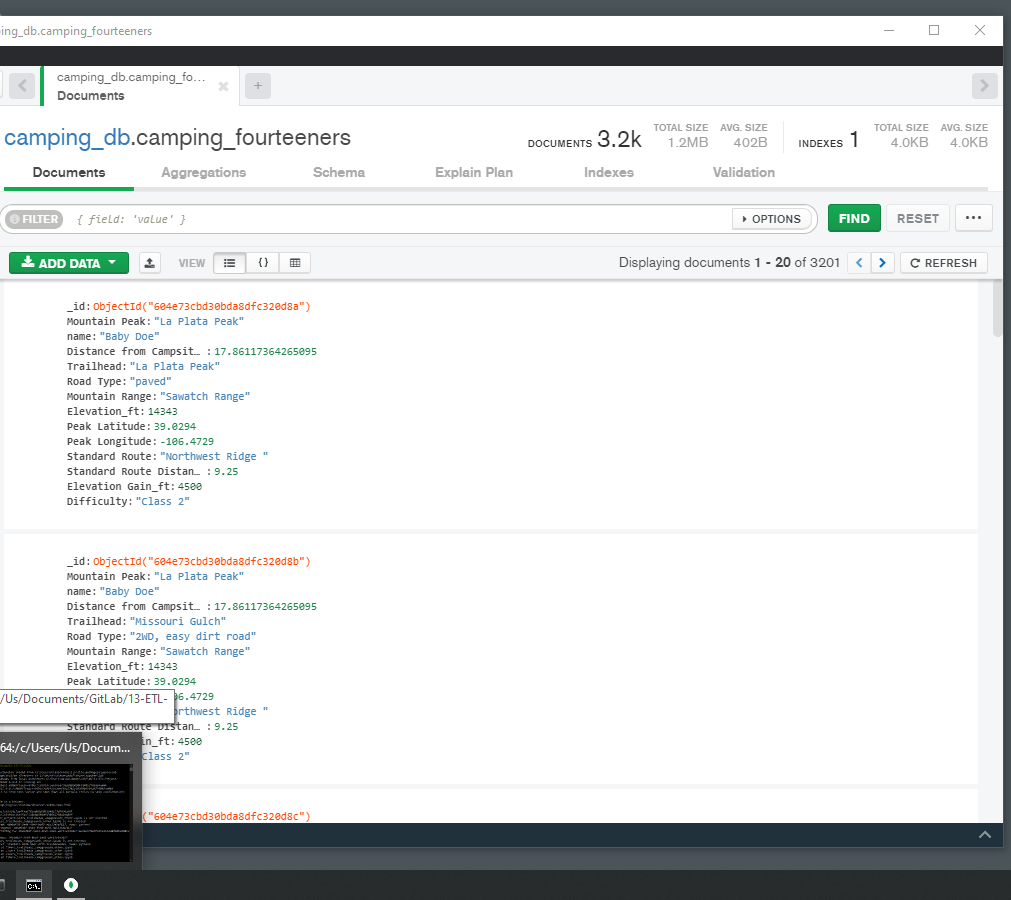 ing_db.camping_fourteeners
camping_db.camping_fo...
Documents
camping_db.camping_fourteeners
DOCUMENTS 3.2k
TOTAL SIZE
1.2MB
AVG. SIZE
402B
INDEXES 1
TOTAL SIZE
4.0KB
AVG. SIZE
4.0KB
Documents Aggregations Schema Explain Plan Indexes Validation
FILTER { field: 'value' } OPTIONS FIND RESET ...
ADD DATA VIEW {} Displaying documents 1 - 20 of 3201 < > REFRESH
_id: ObjectId("604e73cbd30bda8dfc320d8a")
Mountain Peak: "La Plata Peak"
name: "Baby Doe"
Distance from Campsit… : 17.86117364265095
Trailhead: "La Plata Peak"
Road Type: "paved"
Mountain Range: "Sawatch Range"
Elevation_ft: 14343
Peak Latitude: 39.0294
Peak Longitude: -106.4729
Standard Route: "Northwest Ridge "
Standard Route Distan… : 9.25
Elevation Gain_ft: 4500
Difficulty: "Class 2"
_id: ObjectId("604e73cbd30bda8dfc320d8b")
Mountain Peak: "La Plata Peak"
name: "Baby Doe"
Distance from Campsit… : 17.86117364265095
Trailhead: "Missouri Gulch"
Road Type: "2WD, easy dirt road"
Mountain Range: "Sawatch Range"
Elevation_ft: 14343
Peak Latitude: 39.0294
/Us/Documents/GitLab/13-ETL-
06.4729
orthwest Ridge "
Standard Route Distan… : 9.25
in_ft: 4500
Class 2"
64:/c/Users/Us/Docum...
("604e73cbd30bda8dfc320d8c")